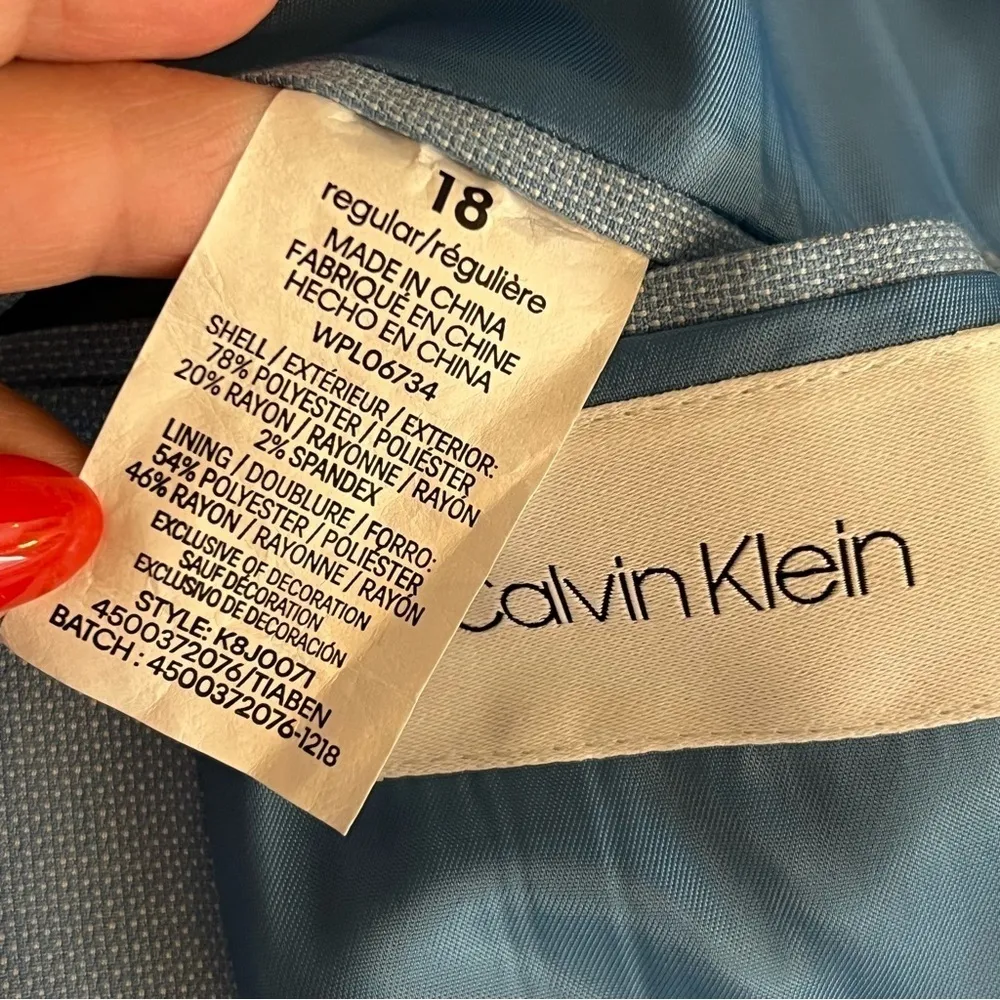 18
regular/régulière
MADE IN CHINA
FABRIQUÉ EN CHINE
HECHO EN CHINA
WPL06734
SHELL / EXTÉRIEUR / EXTERIOR:
78% POLYESTER / POLIÉSTER
20% RAYON / RAYONNE / RAYÓN
2% SPANDEX
LINING / DOUBLURE / FORRO:
54% POLYESTER / POLIÉSTER
46% RAYON / RAYONNE / RAYÓN
EXCLUSIVE OF DECORATION
SAUF DÉCORATION
EXCLUSIVO DE DECORACIÓN
STYLE: K8J0071
4500372076/TIABEN
BATCH : 4500372076-1218
Calvin Klein